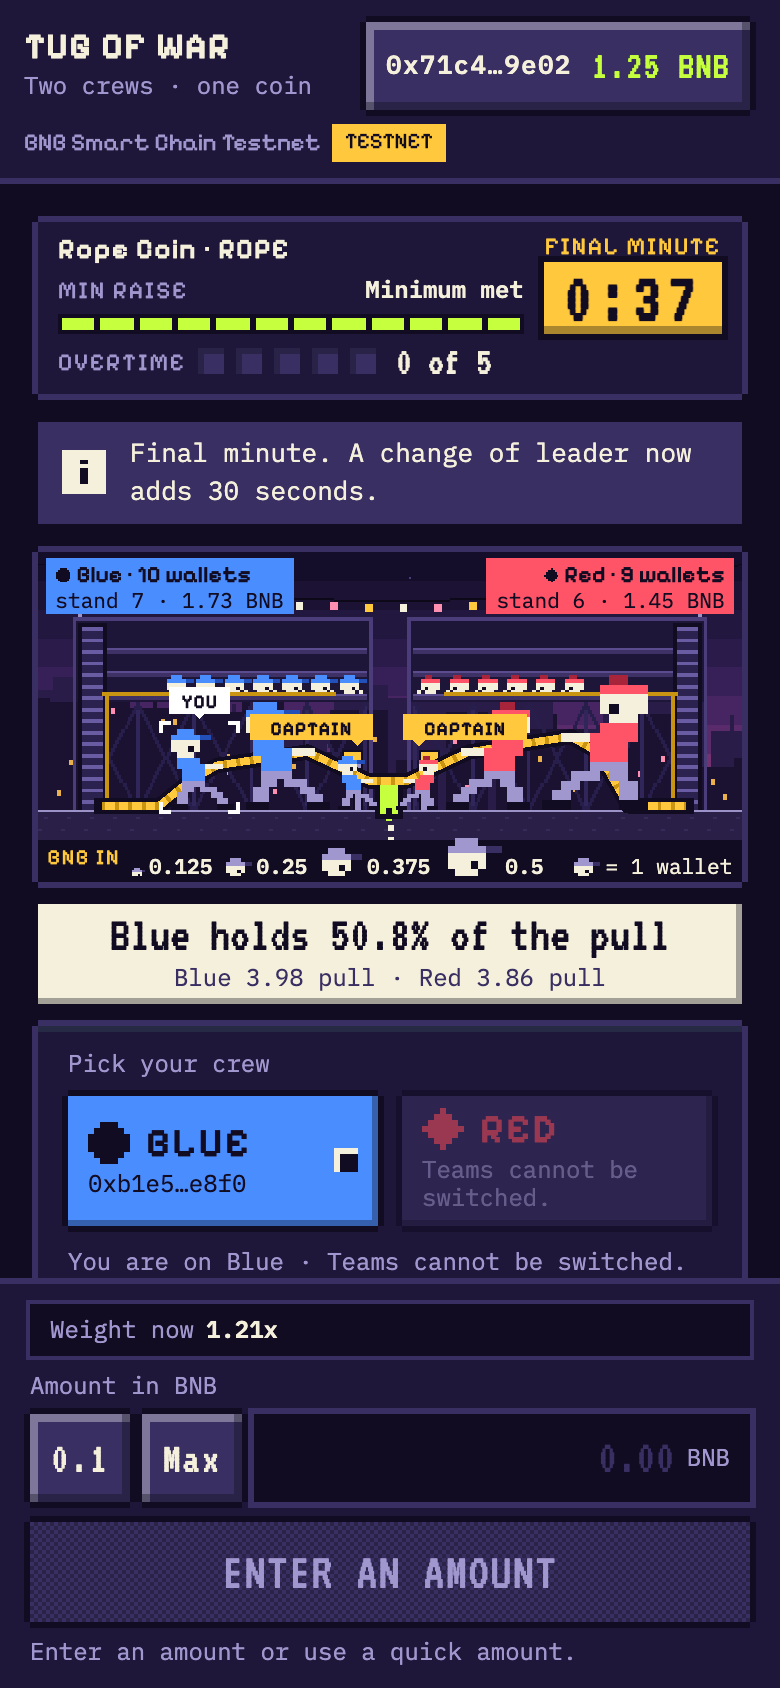 TUG OF WAR
Two crews · one coin
0x71c4…9e02 1.25 BNB
BNB Smart Chain Testnet TESTNET
Rope Coin · ROPE
FINAL MINUTE
0:37
MIN RAISE Minimum met
OVERTIME 0 of 5
i
Final minute. A change of leader now
adds 30 seconds.
Blue · 10 wallets
stand 7 · 1.73 BNB
Red · 9 wallets
stand 6 · 1.45 BNB
YOU
CAPTAIN
CAPTAIN
BNB IN 0.125 0.25 0.375 0.5 = 1 wallet
Blue holds 50.8% of the pull
Blue 3.98 pull · Red 3.86 pull
Pick your crew
BLUE
0xb1e5…e8f0
RED
Teams cannot be
switched.
You are on Blue · Teams cannot be switched.
Weight now 1.21x
Amount in BNB
0.1 Max 0.00 BNB
ENTER AN AMOUNT
Enter an amount or use a quick amount.